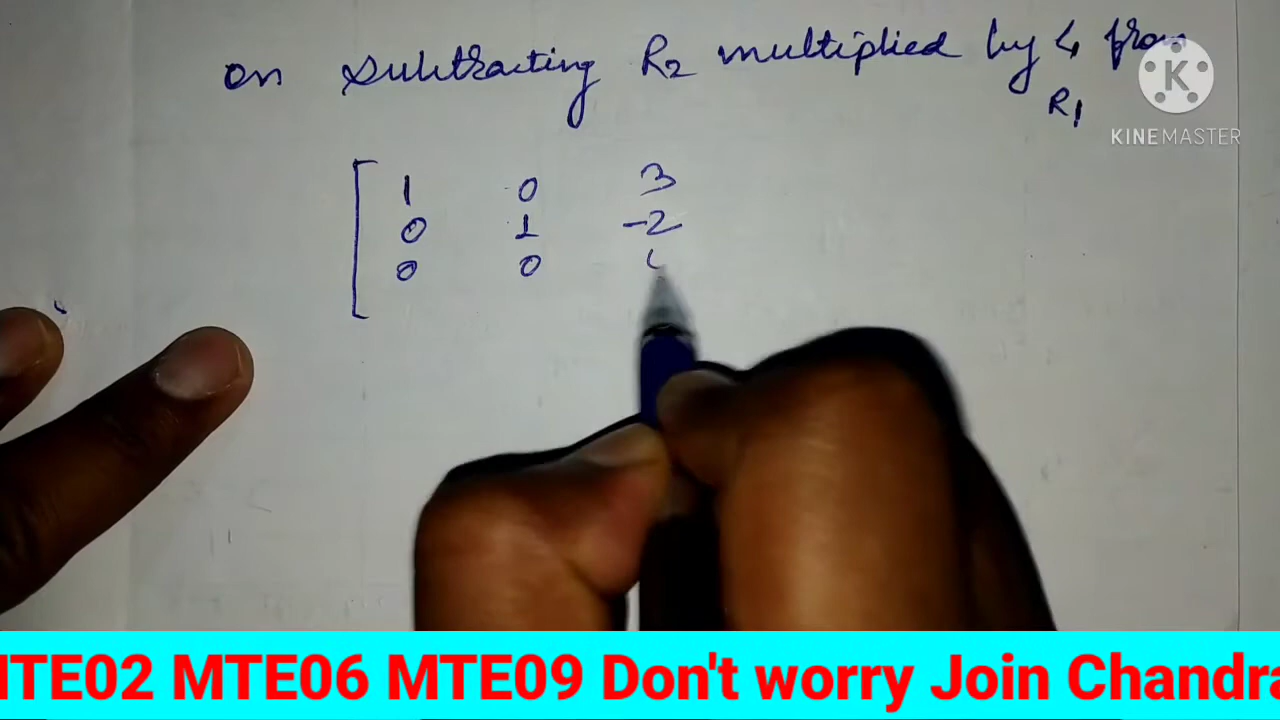 on subtracting R2 multiplied by 4 from
R1
K
KINEMASTER
1 0 3
0 1 -2
0 0
MTE02 MTE06 MTE09 Don't worry Join Chandra